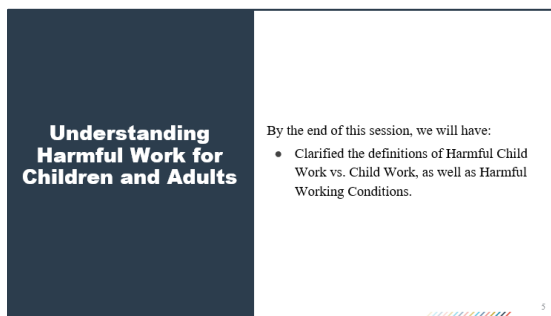 Understanding
Harmful Work for
Children and Adults
By the end of this session, we will have:
● Clarified the definitions of Harmful Child
Work vs. Child Work, as well as Harmful
Working Conditions.
5